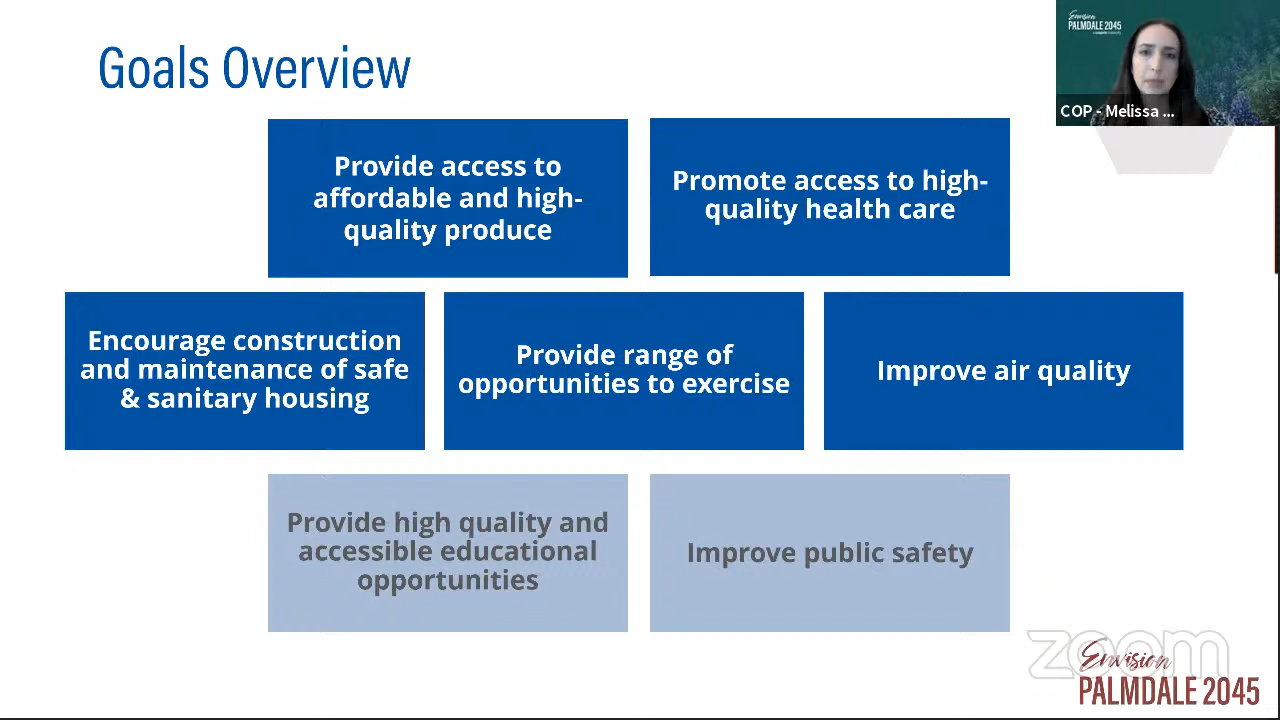 Goals Overview
Envision
PALMDALE 2045
COP - Melissa ...
Provide access to
affordable and high-
quality produce
Promote access to high-
quality health care
Encourage construction
and maintenance of safe
& sanitary housing
Provide range of
opportunities to exercise
Improve air quality
Provide high quality and
accessible educational
opportunities
Improve public safety
zoom
Envision
PALMDALE 2045